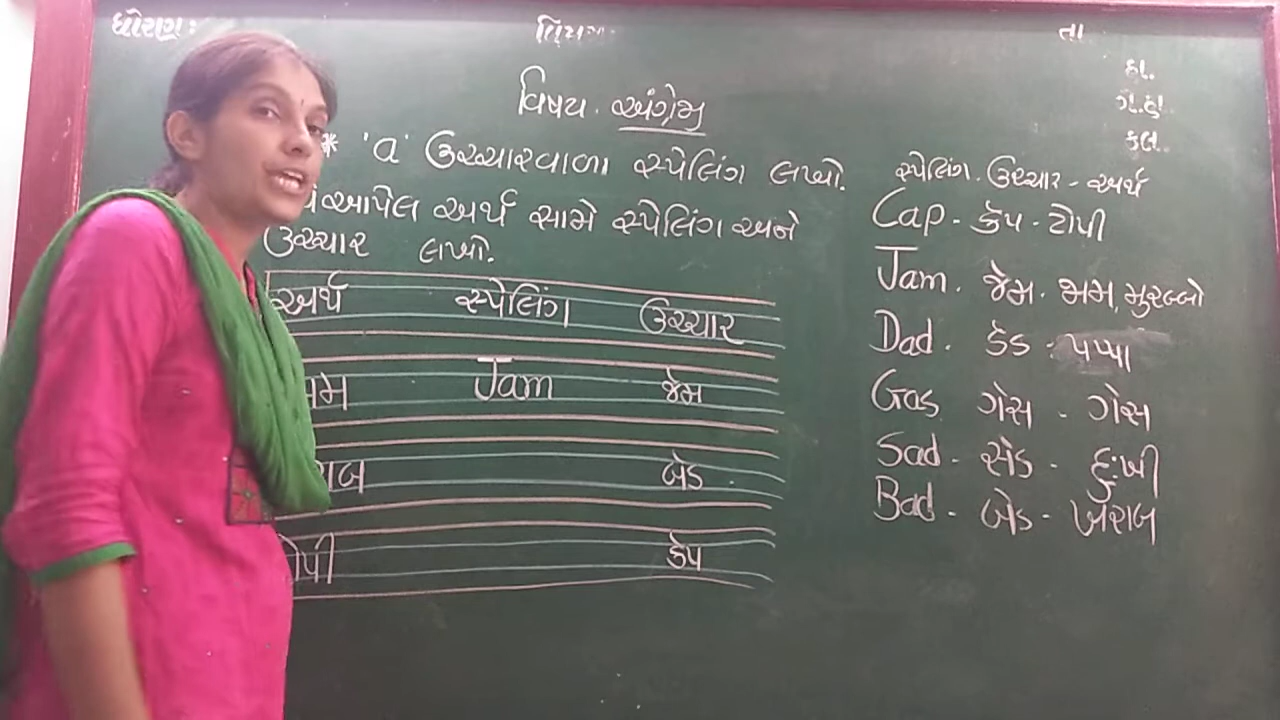 ધોરણ: વિષય: તા
હા.
ગે.હા.
કુલ.
વિષય. અંગ્રેજી
* 'a' ઉચ્ચારવાળા સ્પેલિંગ લખો.
આપેલ અર્થ સામે સ્પેલિંગ અને
ઉચ્ચાર લખો.
અર્થ સ્પેલિંગ ઉચ્ચાર
Jam જેમ
બેડ.
કેપ
સ્પેલિંગ. ઉચ્ચાર - અર્થ
Cap - કેપ - ટોપી
Jam. જેમ. જામ, મુરબ્બો
Dad. ડેડ - પપ્પા
Gas ગેસ - ગેસ
Sad - સેડ - દુ:ખી
Bad - બેડ - ખરાબ